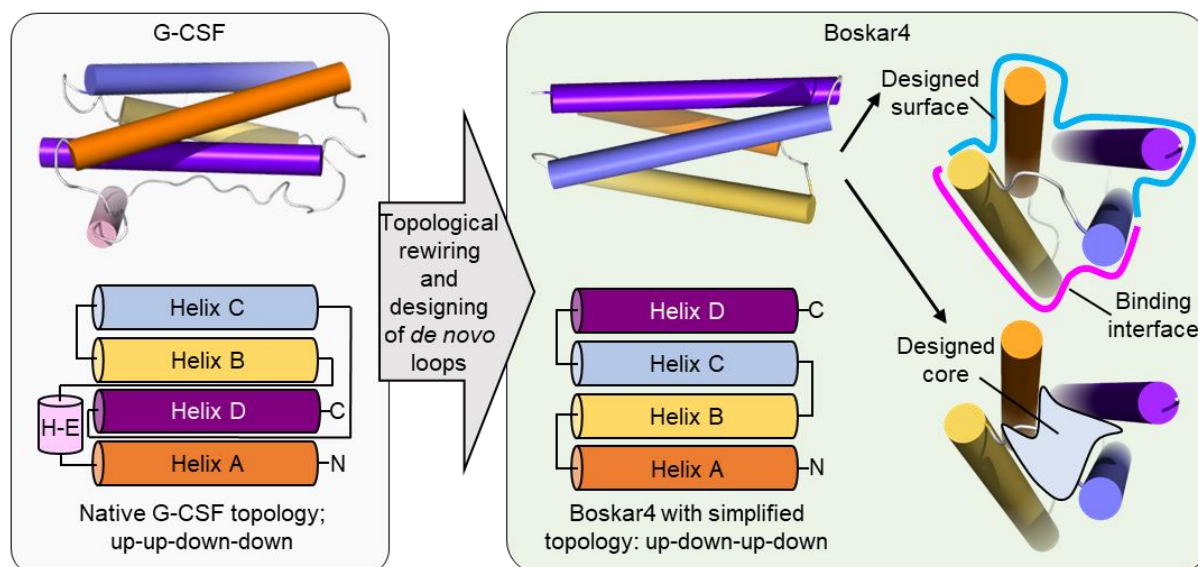 G-CSF
Helix C
Helix B
H-E
Helix D
C
Helix A
N
Native G-CSF topology;
up-up-down-down
Topological
rewiring
and
designing
of de novo
loops
Boskar4
Helix D
C
Helix C
Helix B
Helix A
N
Boskar4 with simplified
topology: up-down-up-down
Designed
surface
Binding
interface
Designed
core